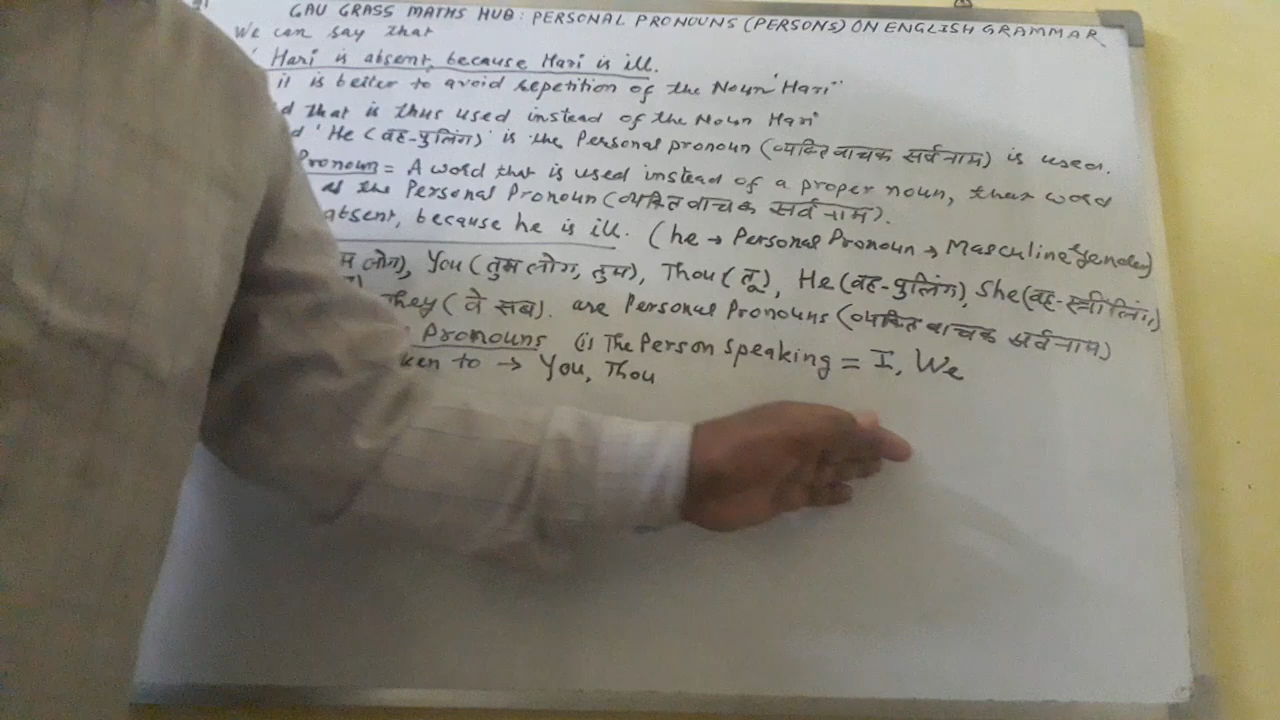 GAU GRASS MATHS HUB: PERSONAL PRONOUNS (PERSONS) ON ENGLISH GRAMMAR
We can say that
' Hari is absent, because Hari is ill.
it is better to avoid repetition of the Noun 'Hari"
that is thus used instead of the Noun Hari'
'He (वह-पुलिंग)' is the Personal pronoun (व्यक्तिवाचक सर्वनाम) is used.
Pronoun = A word that is used instead of a proper noun, that word
as the Personal Pronoun (व्यक्तिवाचक सर्वनाम).
absent, because he is ill. (he → Personal Pronoun → Masculine Gender)
लोग), You (तुम लोग, तुम), Thou (तू), He (वह-पुलिंग), She (वह-स्त्रीलिंग)
They (वे सब). are Personal Pronouns (व्यक्तिवाचक सर्वनाम)
Pronouns (i) The Person Speaking = I, We
ken to → You, Thou